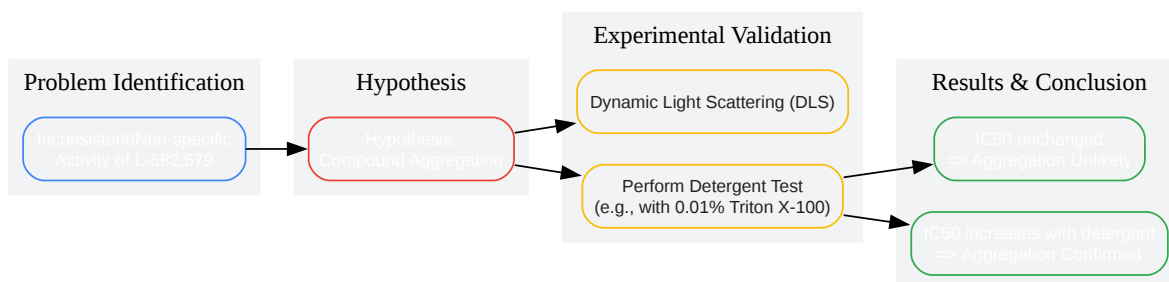 Problem Identification
Inconsistent/Non-specific
Activity of L-682,679
Hypothesis
Hypothesis:
Compound Aggregation
Experimental Validation
Dynamic Light Scattering (DLS)
Perform Detergent Test
(e.g., with 0.01% Triton X-100)
Results & Conclusion
IC50 unchanged
=> Aggregation Unlikely
IC50 increases with detergent
=> Aggregation Confirmed